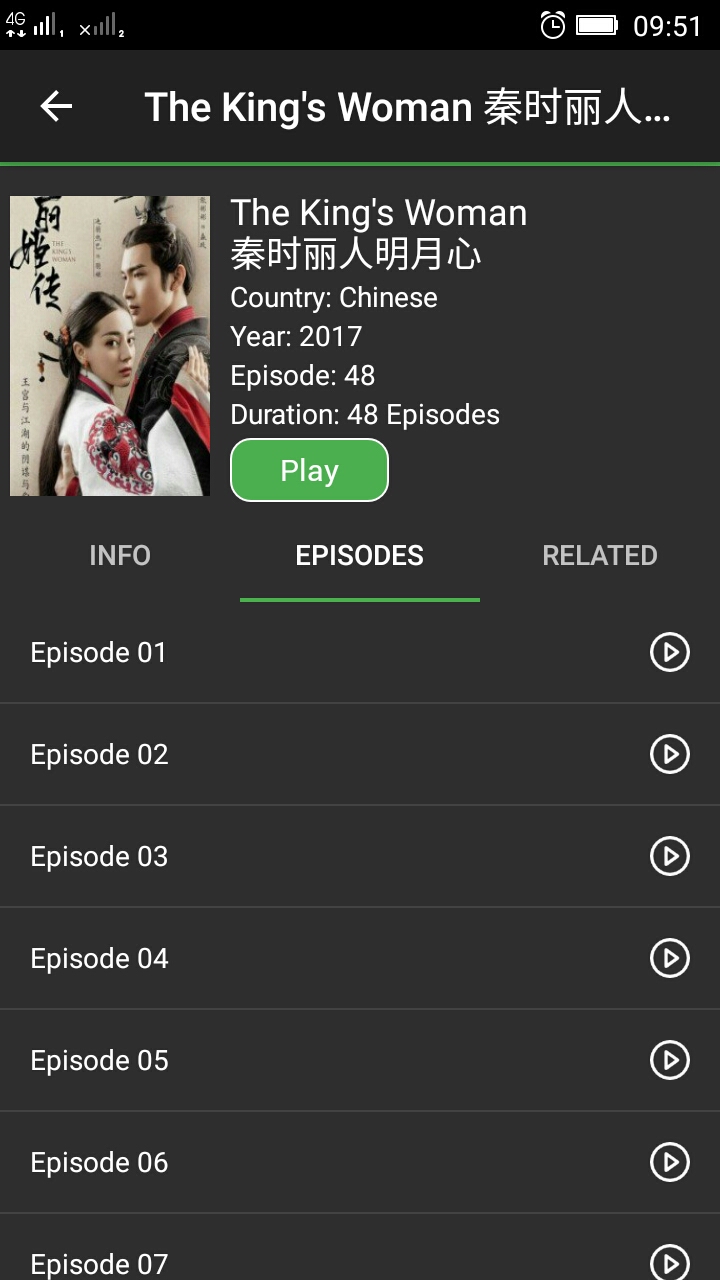 4G
1
2
09:51
The King's Woman 秦时丽人...
丽姬传
THE
KING'S
WOMAN
The King's Woman
秦时丽人明月心
Country: Chinese
Year: 2017
Episode: 48
Duration: 48 Episodes
王宫与江湖的阴谋与
Play
INFO
EPISODES
RELATED
Episode 01
Episode 02
Episode 03
Episode 04
Episode 05
Episode 06
Episode 07